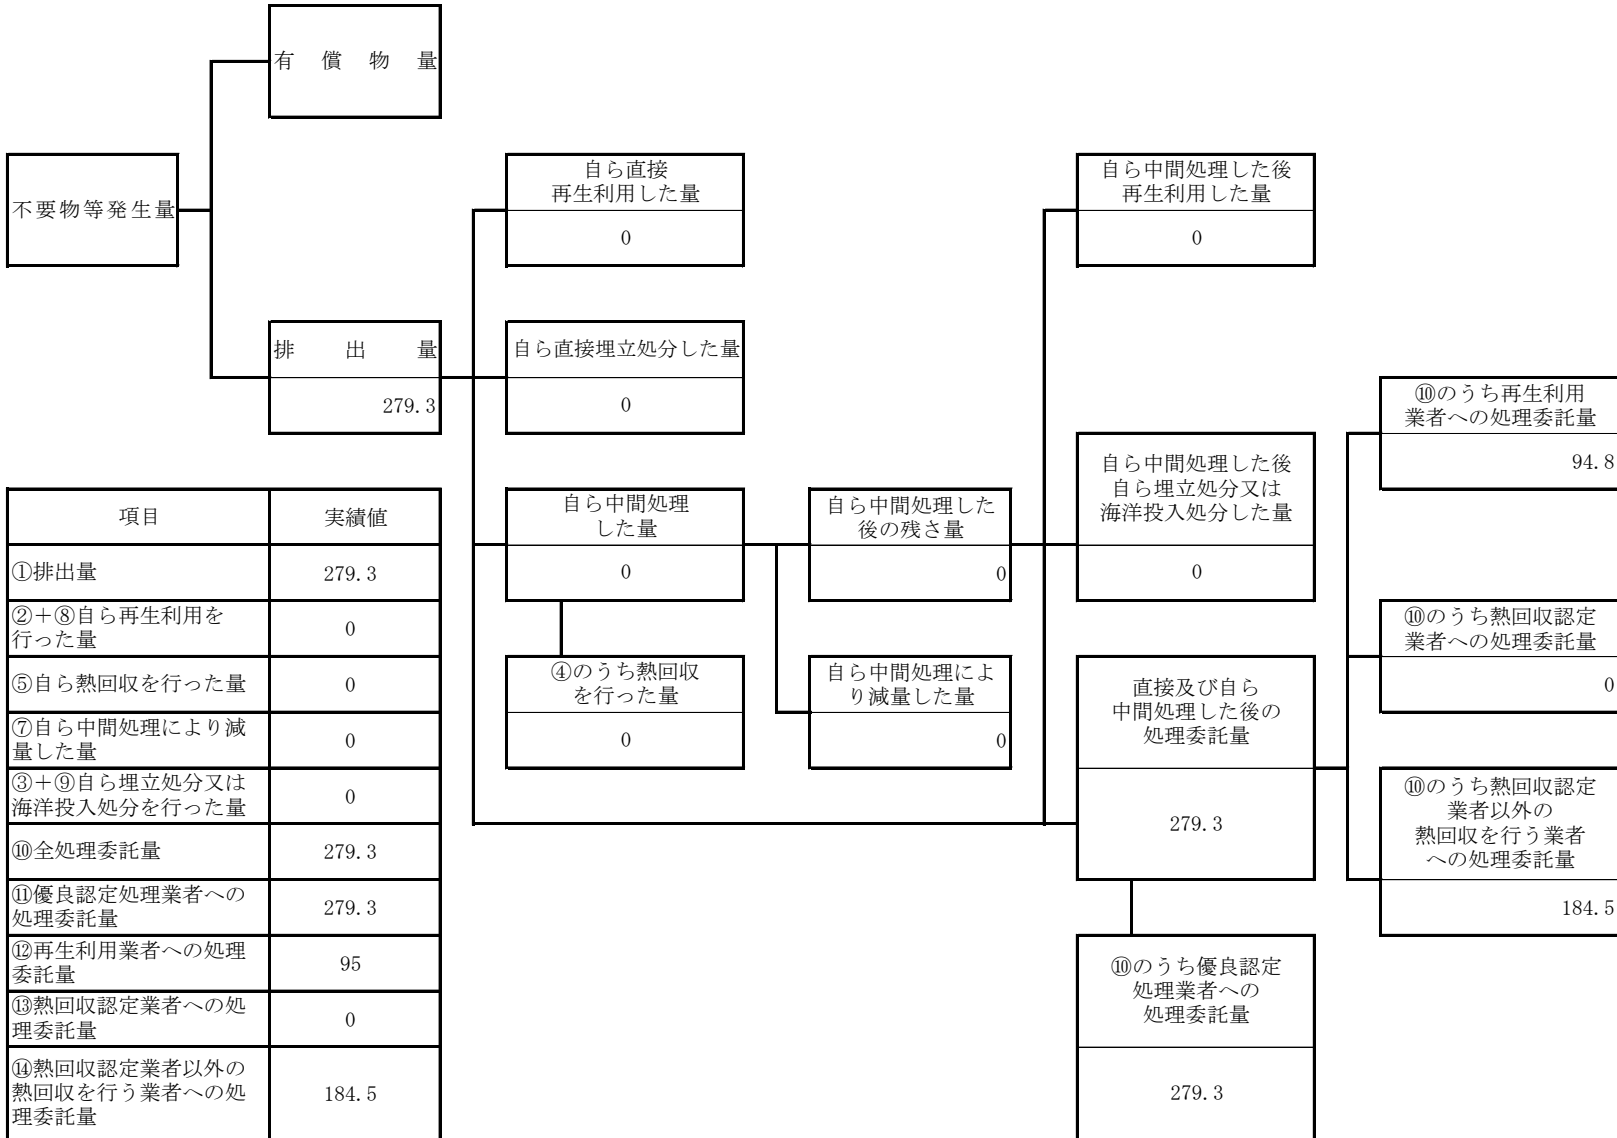 有償物量
不要物等発生量
自ら直接
再生利用した量
0
自ら中間処理した後
再生利用した量
0
排出量
279.3
自ら直接埋立処分した量
0
⑩のうち再生利用
業者への処理委託量
94.8
自ら中間処理した後
自ら埋立処分又は
海洋投入処分した量
0
自ら中間処理
した量
0
自ら中間処理した
後の残さ量
0
④のうち熱回収
を行った量
0
自ら中間処理によ
り減量した量
0
直接及び自ら
中間処理した後の
処理委託量
279.3
⑩のうち熱回収認定
業者への処理委託量
0
⑩のうち熱回収認定
業者以外の
熱回収を行う業者
への処理委託量
184.5
⑩のうち優良認定
処理業者への
処理委託量
279.3
項目 実績値
①排出量 279.3
②+⑧自ら再生利用を
行った量 0
⑤自ら熱回収を行った量 0
⑦自ら中間処理により減
量した量 0
③+⑨自ら埋立処分又は
海洋投入処分を行った量 0
⑩全処理委託量 279.3
⑪優良認定処理業者への
処理委託量 279.3
⑫再生利用業者への処理
委託量 95
⑬熱回収認定業者への処
理委託量 0
⑭熱回収認定業者以外の
熱回収を行う業者への処
理委託量 184.5